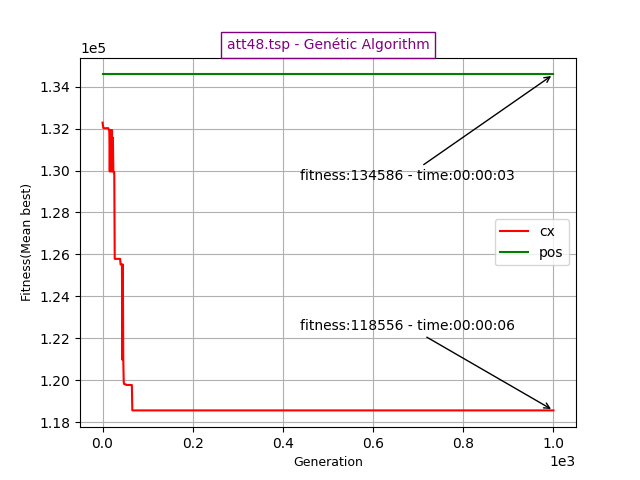 att48.tsp - Genétic Algorithm
1e5
1.34
1.32
1.30
1.28
1.26
1.24
1.22
1.20
1.18
Fitness(Mean best)
fitness:134586 - time:00:00:03
cx
pos
fitness:118556 - time:00:00:06
0.0 0.2 0.4 0.6 0.8 1.0
Generation
1e3